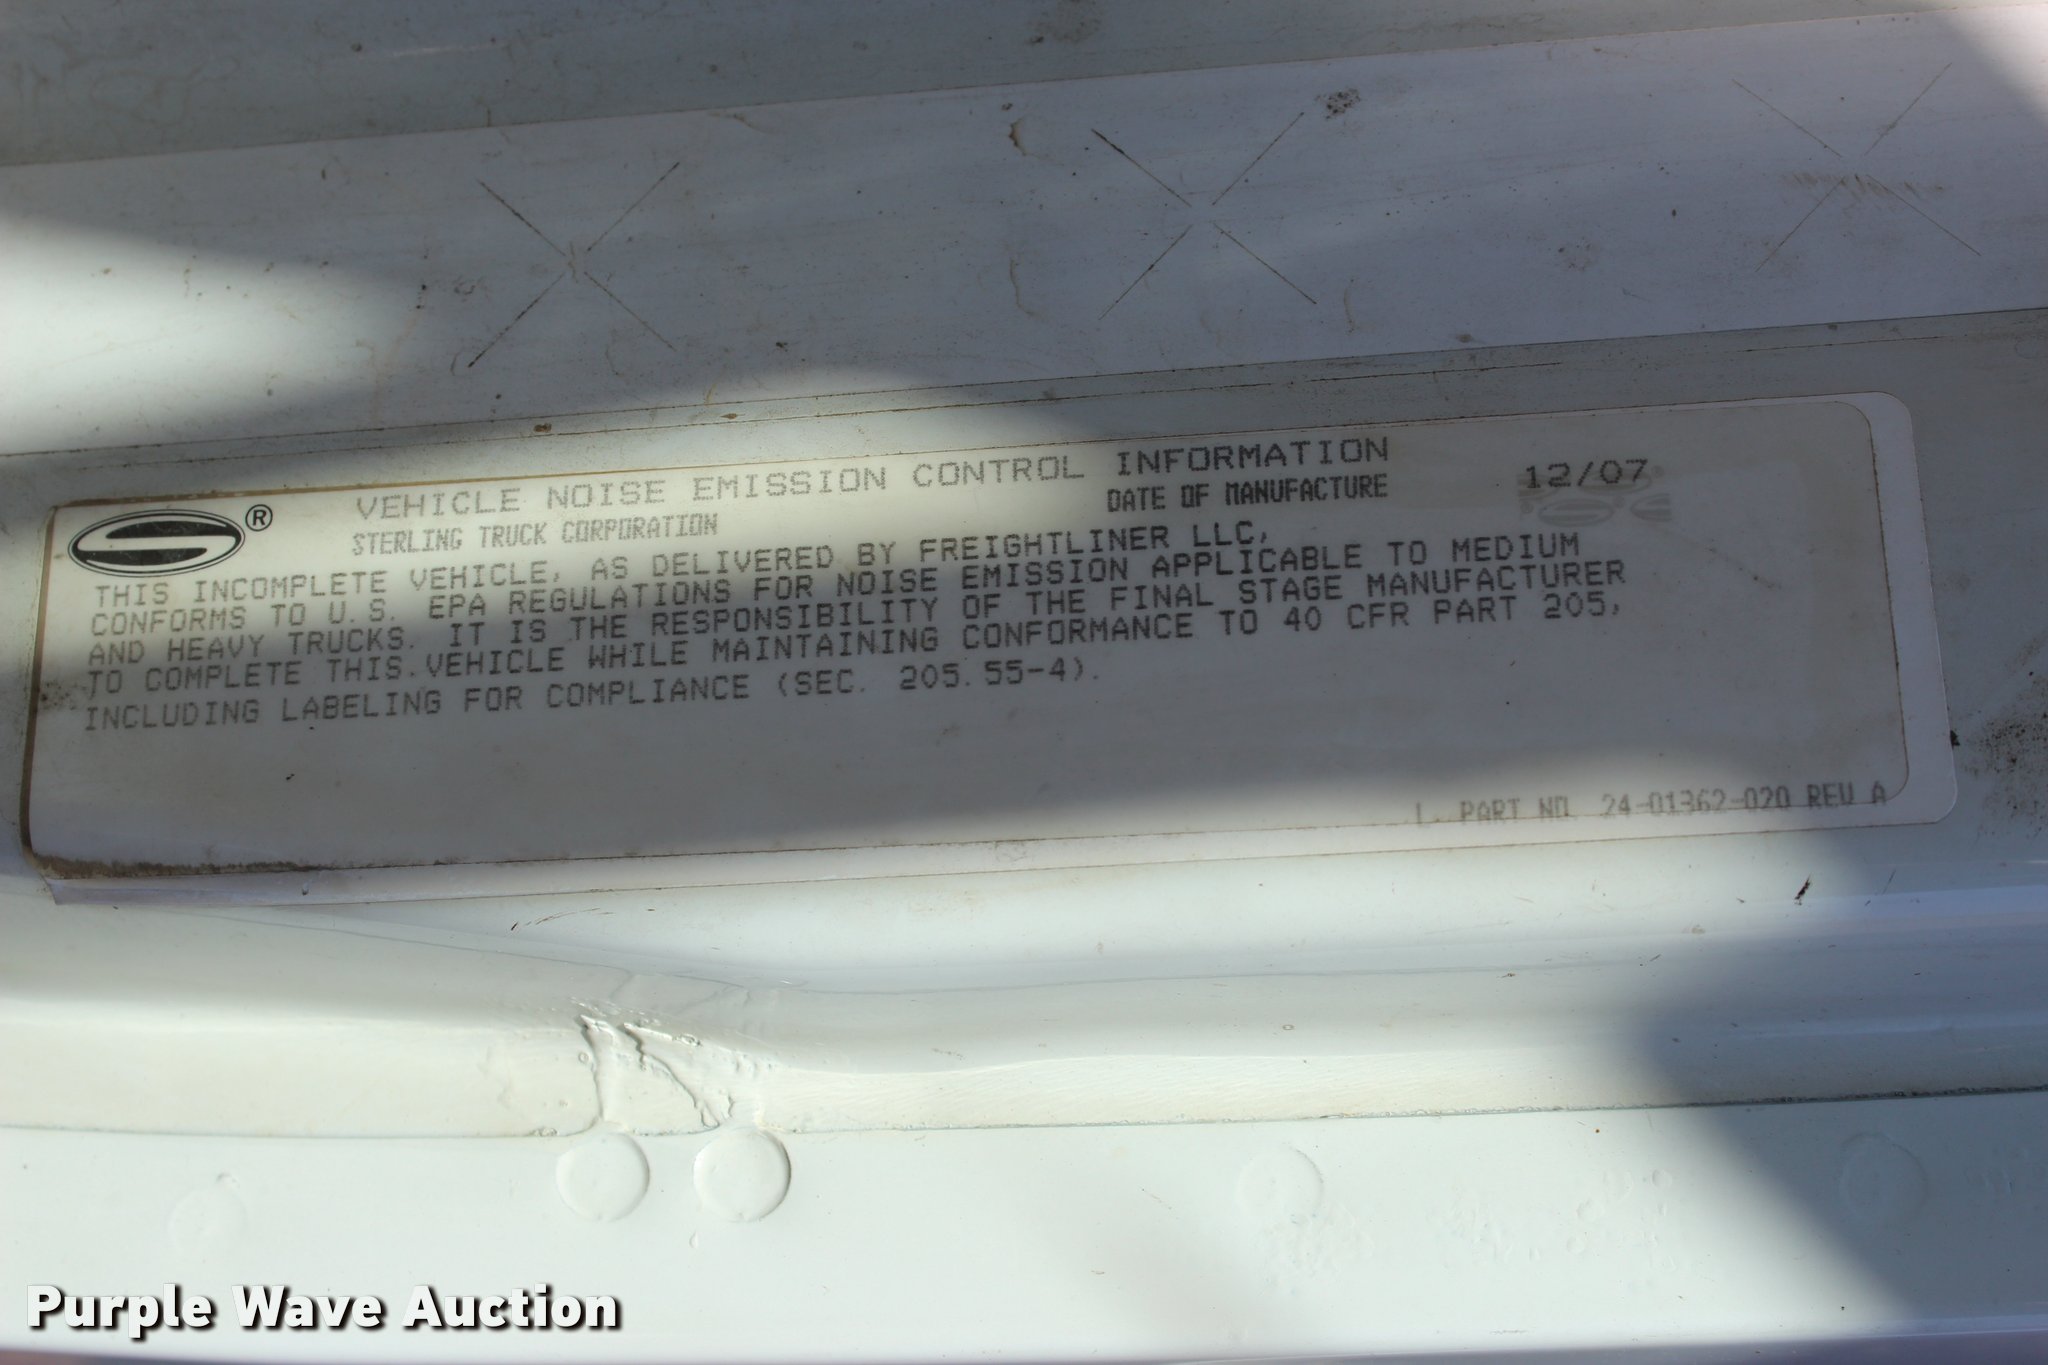 VEHICLE NOISE EMISSION CONTROL INFORMATION
® STERLING TRUCK CORPORATION DATE OF MANUFACTURE 12/07
THIS INCOMPLETE VEHICLE, AS DELIVERED BY FREIGHTLINER LLC,
CONFORMS TO U.S. EPA REGULATIONS FOR NOISE EMISSION APPLICABLE TO MEDIUM
AND HEAVY TRUCKS. IT IS THE RESPONSIBILITY OF THE FINAL STAGE MANUFACTURER
TO COMPLETE THIS VEHICLE WHILE MAINTAINING CONFORMANCE TO 40 CFR PART 205,
INCLUDING LABELING FOR COMPLIANCE (SEC. 205.55-4).
PART NO. 24-01362-020 REV A
Purple Wave Auction